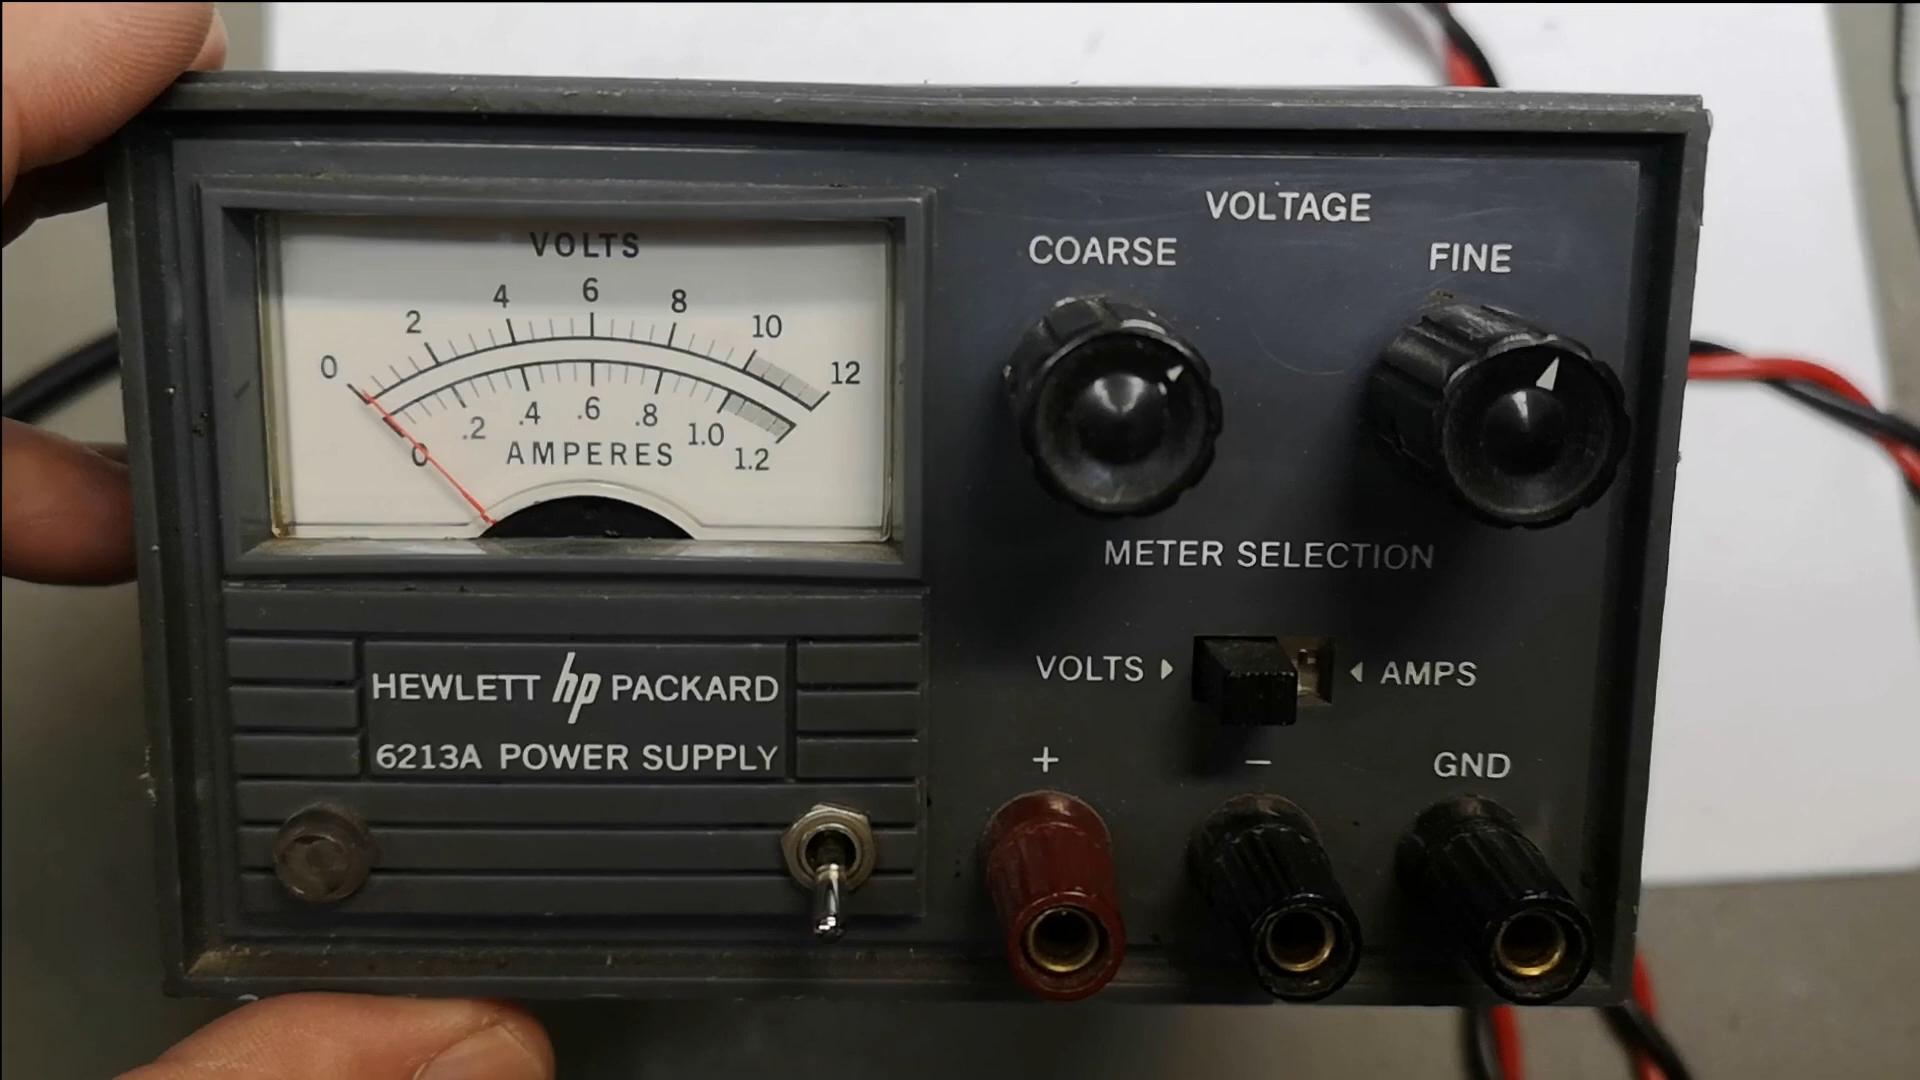 VOLTS
0 2 4 6 8 10 12
0 .2 .4 .6 .8 1.0 1.2
AMPERES
VOLTAGE
COARSE FINE
METER SELECTION
VOLTS AMPS
HEWLETT hp PACKARD
6213A POWER SUPPLY
+ − GND